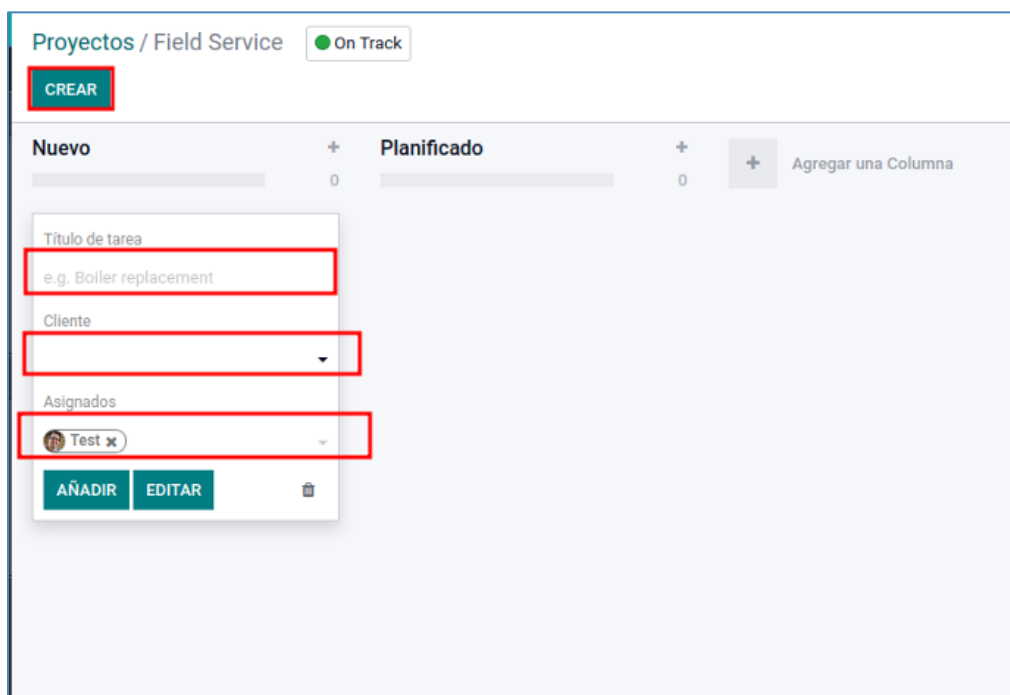 Proyectos / Field Service On Track
CREAR
Nuevo + Planificado + + Agregar una Columna
0 0
Título de tarea
e.g. Boiler replacement
Cliente
Asignados
Test x
AÑADIR EDITAR